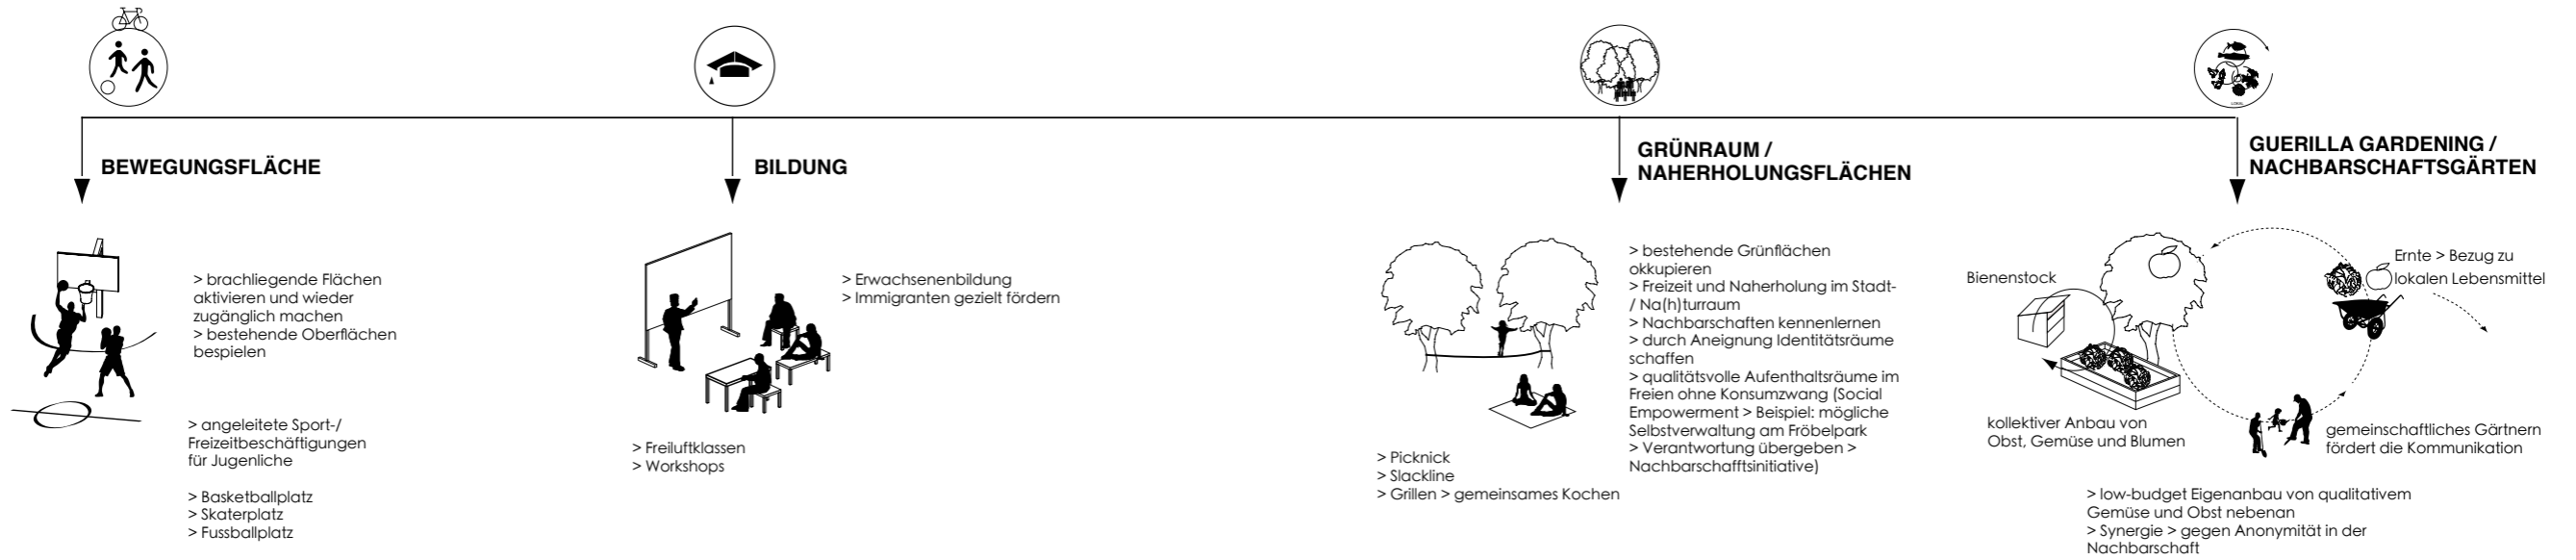 BEWEGUNGSFLÄCHE
> brachliegende Flächen
aktivieren und wieder
zugänglich machen
> bestehende Oberflächen
bespielen
> angeleitete Sport-/
Freizeitbeschäftigungen
für Jugenliche
> Basketballplatz
> Skaterplatz
> Fussballplatz
BILDUNG
> Erwachsenenbildung
> Immigranten gezielt fördern
> Freiluftklassen
> Workshops
GRÜNRAUM /
NAHERHOLUNGSFLÄCHEN
> bestehende Grünflächen
okkupieren
> Freizeit und Naherholung im Stadt-
/ Na(h)turraum
> Nachbarschaften kennenlernen
> durch Aneignung Identitätsräume
schaffen
> qualitätsvolle Aufenthaltsräume im
Freien ohne Konsumzwang (Social
Empowerment > Beispiel: mögliche
Selbstverwaltung am Fröbelpark
> Verantwortung übergeben >
Nachbarschafftsinitiative)
> Picknick
> Slackline
> Grillen > gemeinsames Kochen
LOKAL
GUERILLA GARDENING /
NACHBARSCHAFTSGÄRTEN
Bienenstock
Ernte > Bezug zu
lokalen Lebensmittel
kollektiver Anbau von
Obst, Gemüse und Blumen
gemeinschaftliches Gärtnern
fördert die Kommunikation
> low-budget Eigenanbau von qualitativem
Gemüse und Obst nebenan
> Synergie > gegen Anonymität in der
Nachbarschaft